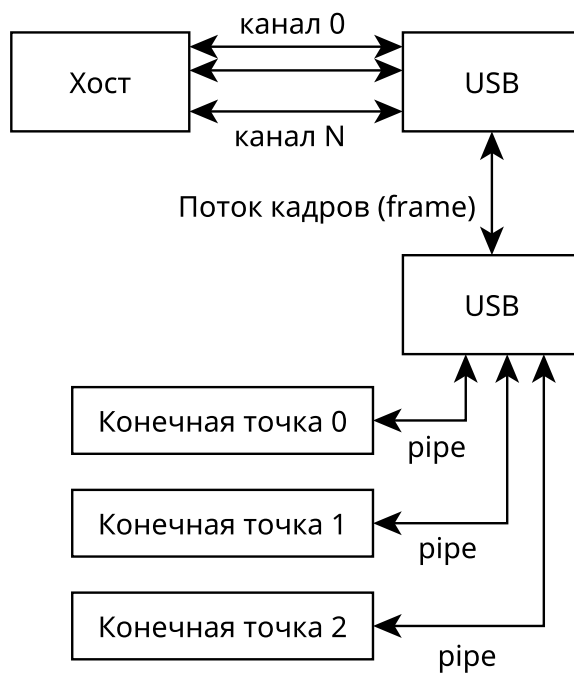 канал 0
Хост
USB
канал N
Поток кадров (frame)
USB
Конечная точка 0
pipe
Конечная точка 1
pipe
Конечная точка 2
pipe